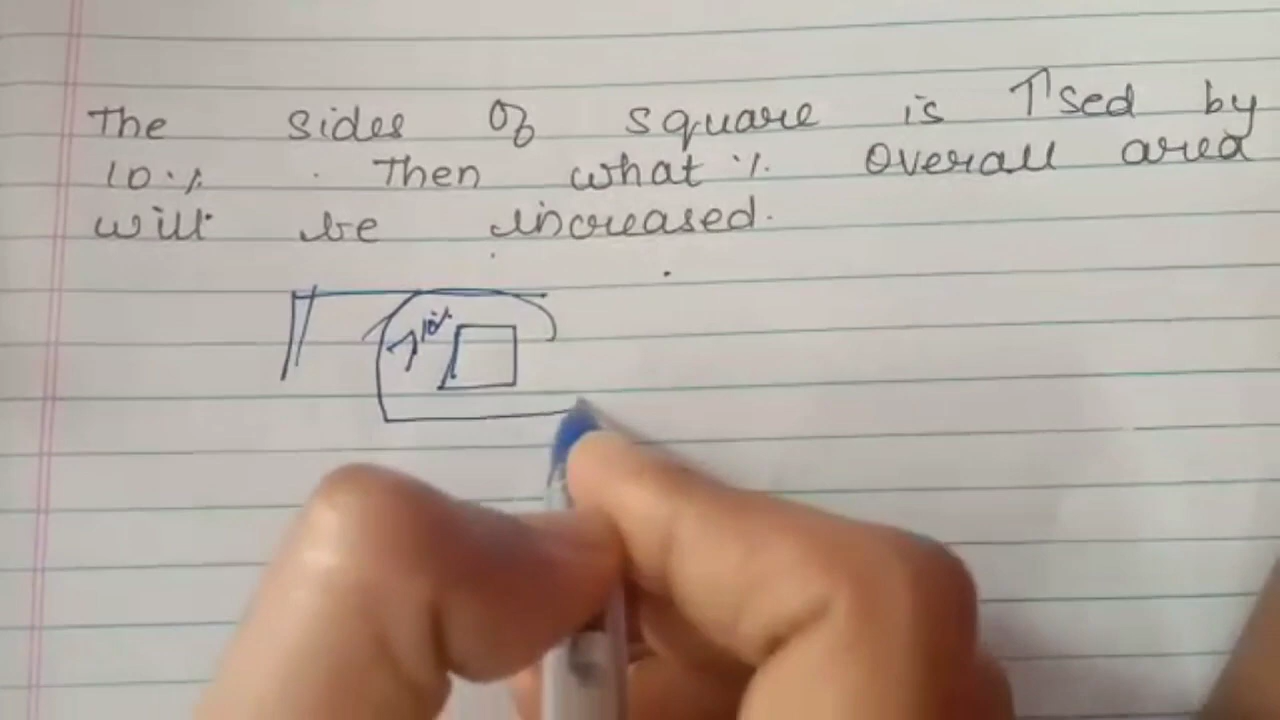 The sides of square is ↑sed by
10% . Then what % overall area
will be increased.
10%